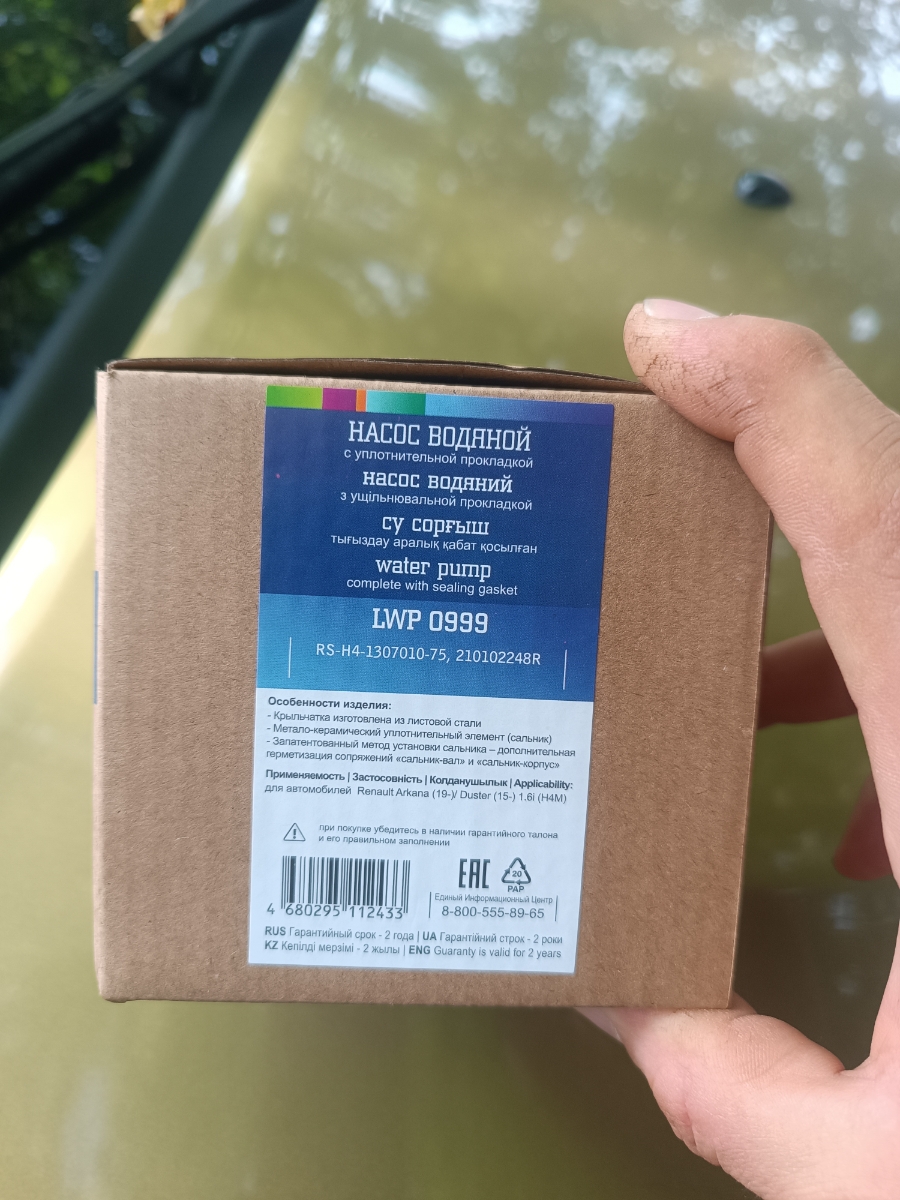 НАСОС ВОДЯНОЙ
с уплотнительной прокладкой
насос водяний
з ущільнювальной прокладкой
су сорғыш
тығыздау аралық қабат қосылған
water pump
complete with sealing gasket
LWP 0999
RS-H4-1307010-75, 210102248R
Особенности изделия:
- Крыльчатка изготовлена из листовой стали
- Метало-керамический уплотнительный элемент (сальник)
- Запатентованный метод установки сальника – дополнительная
герметизация сопряжений «сальник-вал» и «сальник-корпус»
Применяемость | Застосовність | Колданушылык | Applicability:
для автомобилей Renault Arkana (19-)/ Duster (15-) 1.6i (H4M)
при покупке убедитесь в наличии гарантийного талона
и его правильном заполнении
EAC
20
PAP
Единый Информационный Центр
8-800-555-89-65
4 680295 112433
RUS Гарантийный срок - 2 года | UA Гарантійний строк - 2 роки
KZ Кепілді мерзімі - 2 жылы | ENG Guaranty is valid for 2 years